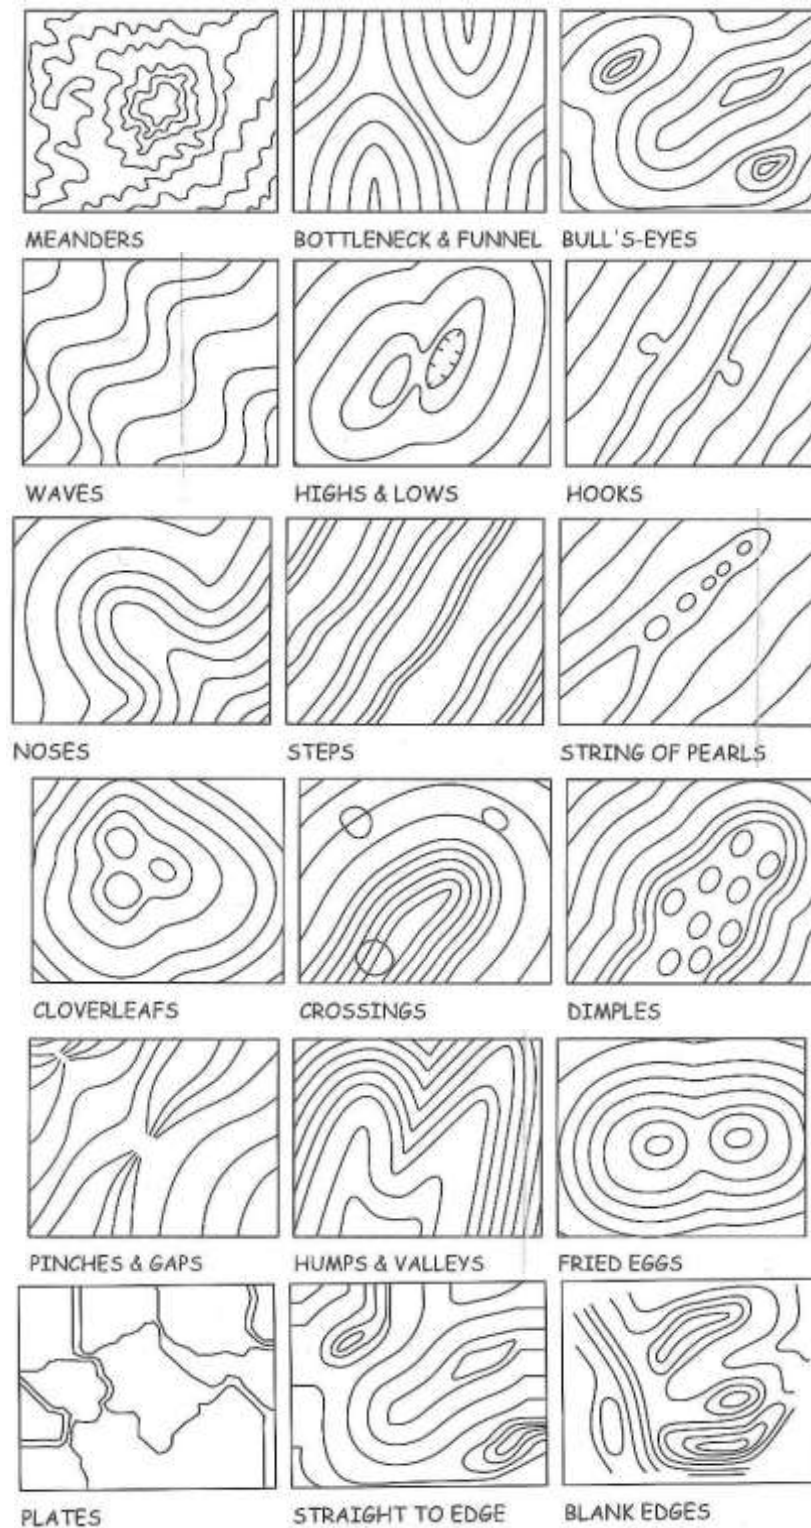 MEANDERS
BOTTLENECK & FUNNEL
BULL'S-EYES
WAVES
HIGHS & LOWS
HOOKS
NOSES
STEPS
STRING OF PEARLS
CLOVERLEAFS
CROSSINGS
DIMPLES
PINCHES & GAPS
HUMPS & VALLEYS
FRIED EGGS
PLATES
STRAIGHT TO EDGE
BLANK EDGES